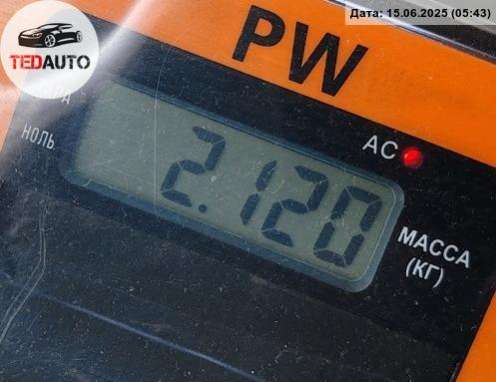 Дата: 15.06.2025 (05:43)
TEDAUTO
PW
AC
НОЛЬ
2.120
МАССА
(КГ)